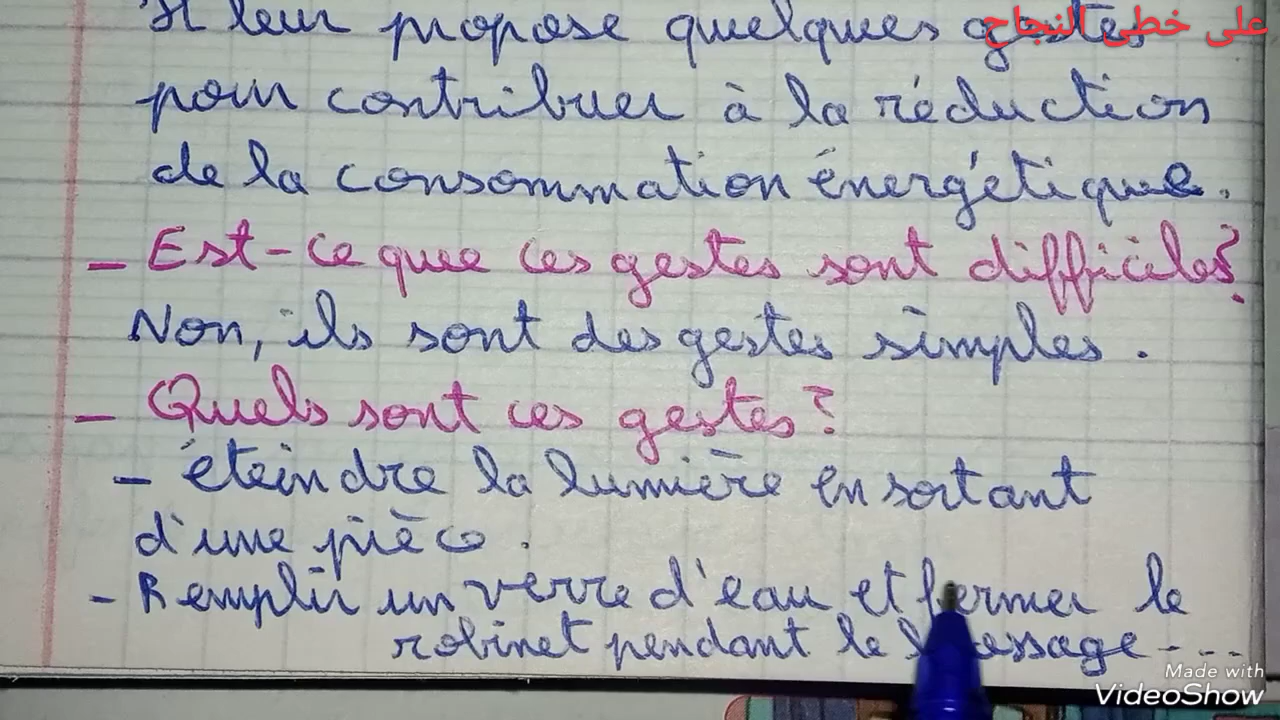 Il leur propose quelques gestes
على خطى النجاح
pour contribuer à la réduction
de la consommation énergétique.
- Est-ce que ces gestes sont difficiles?
Non, ils sont des gestes simples.
- Quels sont ces gestes?
- éteindre la lumière en sortant
d'une pièce.
- Remplir un verre d'eau et fermer le
robinet pendant le ...
Made with
VideoShow